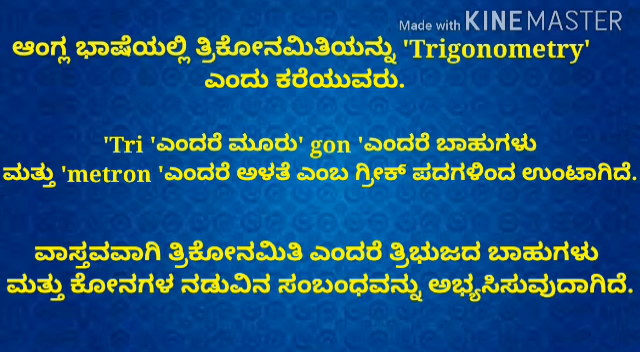 Made with KINEMASTER
ಆಂಗ್ಲ ಭಾಷೆಯಲ್ಲಿ ತ್ರಿಕೋನಮಿತಿಯನ್ನು 'Trigonometry'
ಎಂದು ಕರೆಯುವರು.
'Tri 'ಎಂದರೆ ಮೂರು' gon 'ಎಂದರೆ ಬಾಹುಗಳು
ಮತ್ತು 'metron 'ಎಂದರೆ ಅಳತೆ ಎಂಬ ಗ್ರೀಕ್ ಪದಗಳಿಂದ ಉಂಟಾಗಿದೆ.
ವಾಸ್ತವವಾಗಿ ತ್ರಿಕೋನಮಿತಿ ಎಂದರೆ ತ್ರಿಭುಜದ ಬಾಹುಗಳು
ಮತ್ತು ಕೋನಗಳ ನಡುವಿನ ಸಂಬಂಧವನ್ನು ಅಭ್ಯಸಿಸುವುದಾಗಿದೆ.